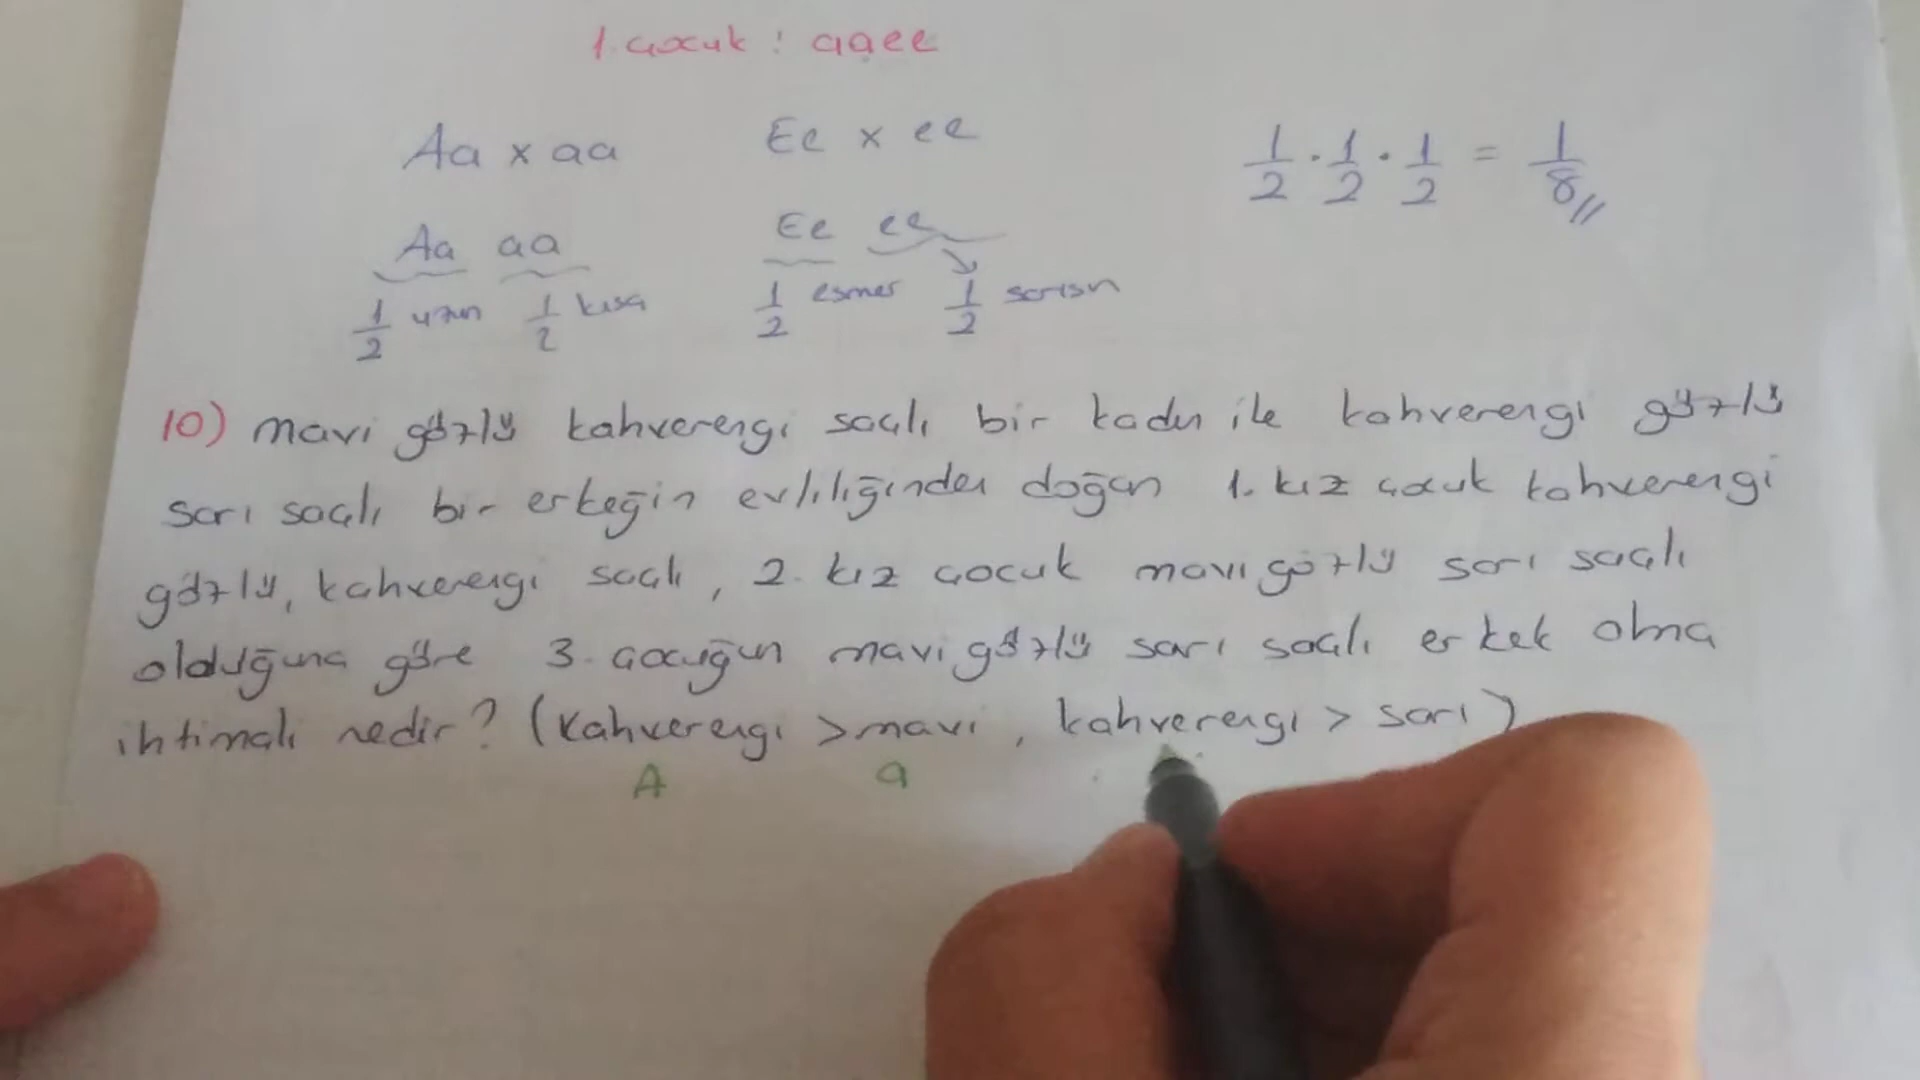 1. çocuk : aaee
Aa x aa Ee x ee 1/2 . 1/2 . 1/2 = 1/8
Aa aa Ee ee
1/2 uzun 1/2 kısa 1/2 esmer 1/2 sarışın
10) mavi gözlü kahverengi saçlı bir kadın ile kahverengi gözlü
sarı saçlı bir erkeğin evliliğinden doğan 1. kız çocuk kahverengi
gözlü, kahverengi saçlı, 2. kız çocuk mavi gözlü sarı saçlı
olduğuna göre 3. çocuğun mavi gözlü sarı saçlı erkek olma
ihtimali nedir? (Kahverengi > mavi, kahverengi > sarı)
A a